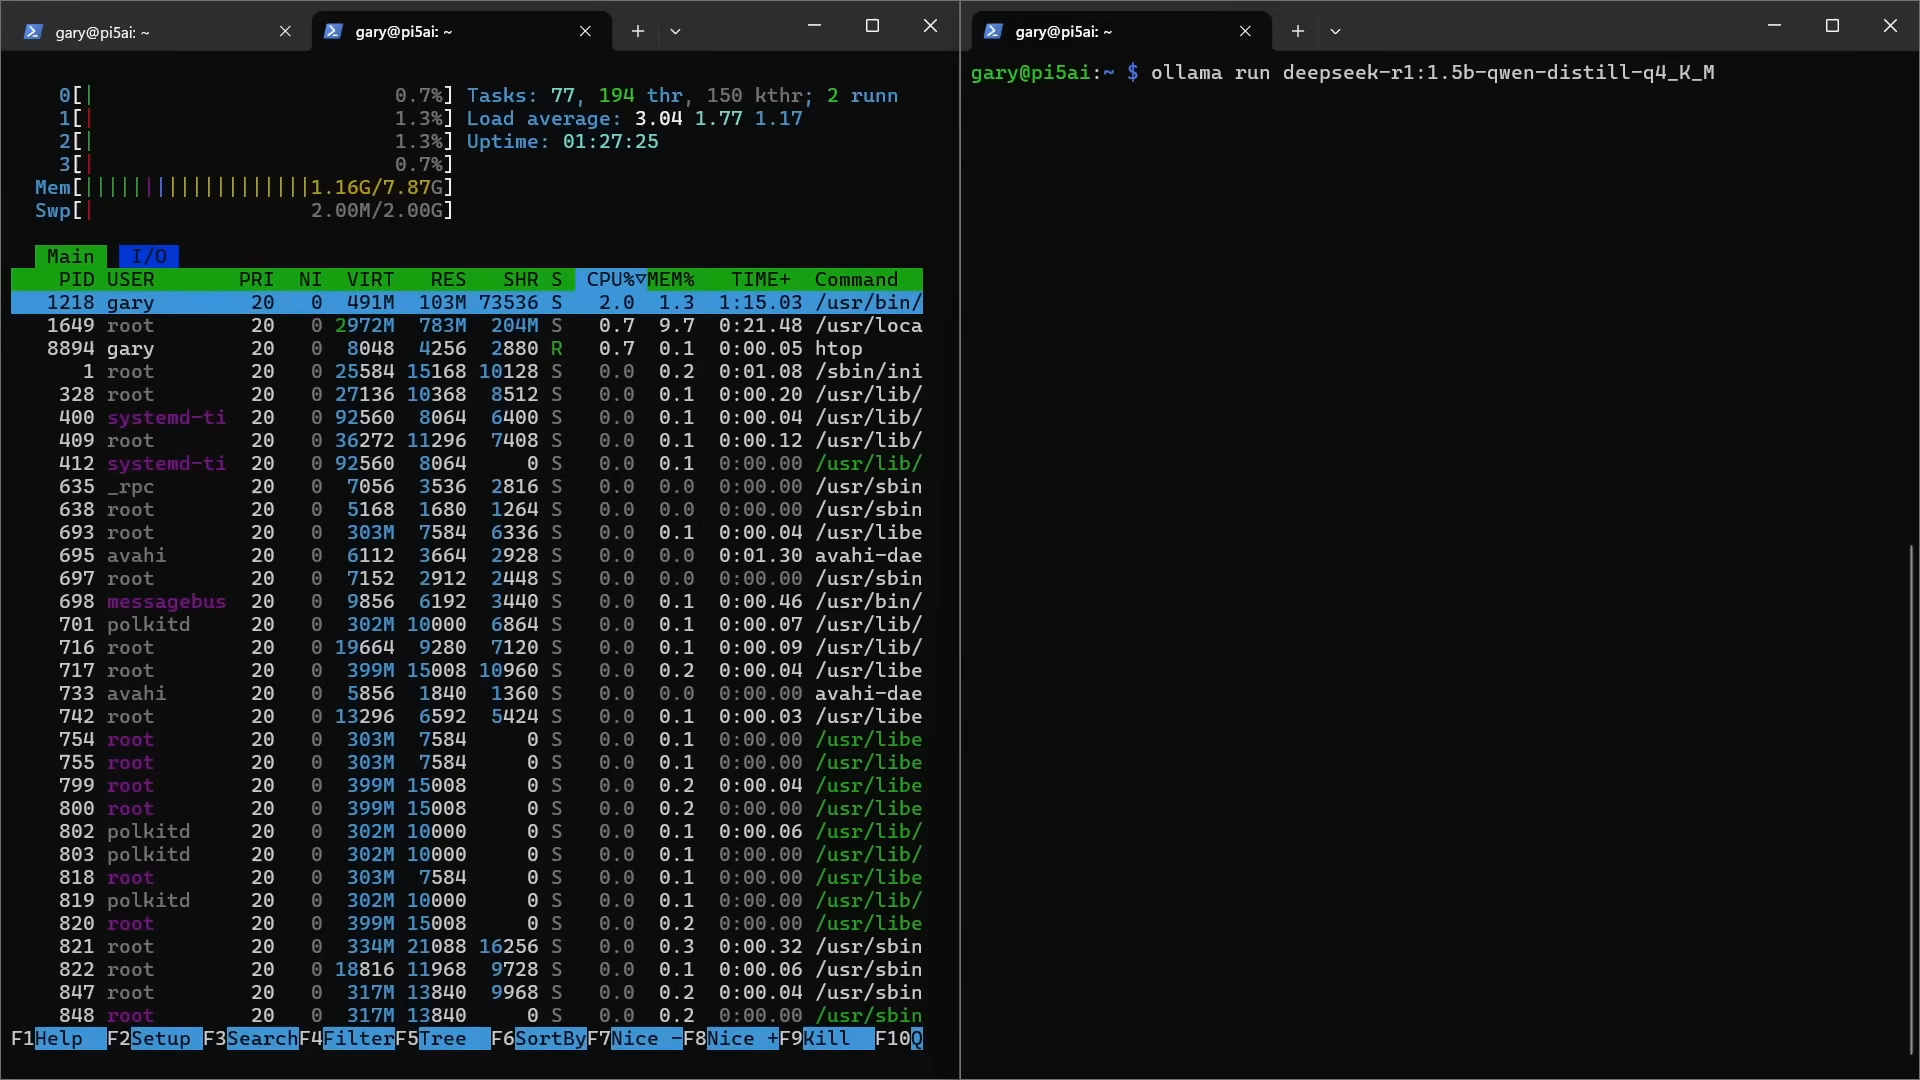 gary@pi5ai: ~
gary@pi5ai: ~
0[| 0.7%] Tasks: 77, 194 thr, 150 kthr; 2 runn
1[| 1.3%] Load average: 3.04 1.77 1.17
2[| 1.3%] Uptime: 01:27:25
3[| 0.7%]
Mem[|||||||||||||||||||1.16G/7.87G]
Swp[| 2.00M/2.00G]
Main I/O
PID USER PRI NI VIRT RES SHR S CPU%▽MEM% TIME+ Command
1218 gary 20 0 491M 103M 73536 S 2.0 1.3 1:15.03 /usr/bin/
1649 root 20 0 2972M 783M 204M S 0.7 9.7 0:21.48 /usr/loca
8894 gary 20 0 8048 4256 2880 R 0.7 0.1 0:00.05 htop
1 root 20 0 25584 15168 10128 S 0.0 0.2 0:01.08 /sbin/ini
328 root 20 0 27136 10368 8512 S 0.0 0.1 0:00.20 /usr/lib/
400 systemd-ti 20 0 92560 8064 6400 S 0.0 0.1 0:00.04 /usr/lib/
409 root 20 0 36272 11296 7408 S 0.0 0.1 0:00.12 /usr/lib/
412 systemd-ti 20 0 92560 8064 0 S 0.0 0.1 0:00.00 /usr/lib/
635 _rpc 20 0 7056 3536 2816 S 0.0 0.0 0:00.00 /usr/sbin
638 root 20 0 5168 1680 1264 S 0.0 0.0 0:00.00 /usr/sbin
693 root 20 0 303M 7584 6336 S 0.0 0.1 0:00.04 /usr/libe
695 avahi 20 0 6112 3664 2928 S 0.0 0.0 0:01.30 avahi-dae
697 root 20 0 7152 2912 2448 S 0.0 0.0 0:00.00 /usr/sbin
698 messagebus 20 0 9856 6192 3440 S 0.0 0.1 0:00.46 /usr/bin/
701 polkitd 20 0 302M 10000 6864 S 0.0 0.1 0:00.07 /usr/lib/
716 root 20 0 19664 9280 7120 S 0.0 0.1 0:00.09 /usr/lib/
717 root 20 0 399M 15008 10960 S 0.0 0.2 0:00.04 /usr/libe
733 avahi 20 0 5856 1840 1360 S 0.0 0.0 0:00.00 avahi-dae
742 root 20 0 13296 6592 5424 S 0.0 0.1 0:00.03 /usr/libe
754 root 20 0 303M 7584 0 S 0.0 0.1 0:00.00 /usr/libe
755 root 20 0 303M 7584 0 S 0.0 0.1 0:00.00 /usr/libe
799 root 20 0 399M 15008 0 S 0.0 0.2 0:00.04 /usr/libe
800 root 20 0 399M 15008 0 S 0.0 0.2 0:00.00 /usr/libe
802 polkitd 20 0 302M 10000 0 S 0.0 0.1 0:00.06 /usr/lib/
803 polkitd 20 0 302M 10000 0 S 0.0 0.1 0:00.00 /usr/lib/
818 root 20 0 303M 7584 0 S 0.0 0.1 0:00.00 /usr/libe
819 polkitd 20 0 302M 10000 0 S 0.0 0.1 0:00.00 /usr/lib/
820 root 20 0 399M 15008 0 S 0.0 0.2 0:00.00 /usr/libe
821 root 20 0 334M 21088 16256 S 0.0 0.3 0:00.32 /usr/sbin
822 root 20 0 18816 11968 9728 S 0.0 0.1 0:00.06 /usr/sbin
847 root 20 0 317M 13840 9968 S 0.0 0.2 0:00.04 /usr/sbin
848 root 20 0 317M 13840 0 S 0.0 0.2 0:00.00 /usr/sbin
F1Help F2Setup F3SearchF4FilterF5Tree F6SortByF7Nice -F8Nice +F9Kill F10Q
gary@pi5ai: ~
gary@pi5ai:~ $ ollama run deepseek-r1:1.5b-qwen-distill-q4_K_M